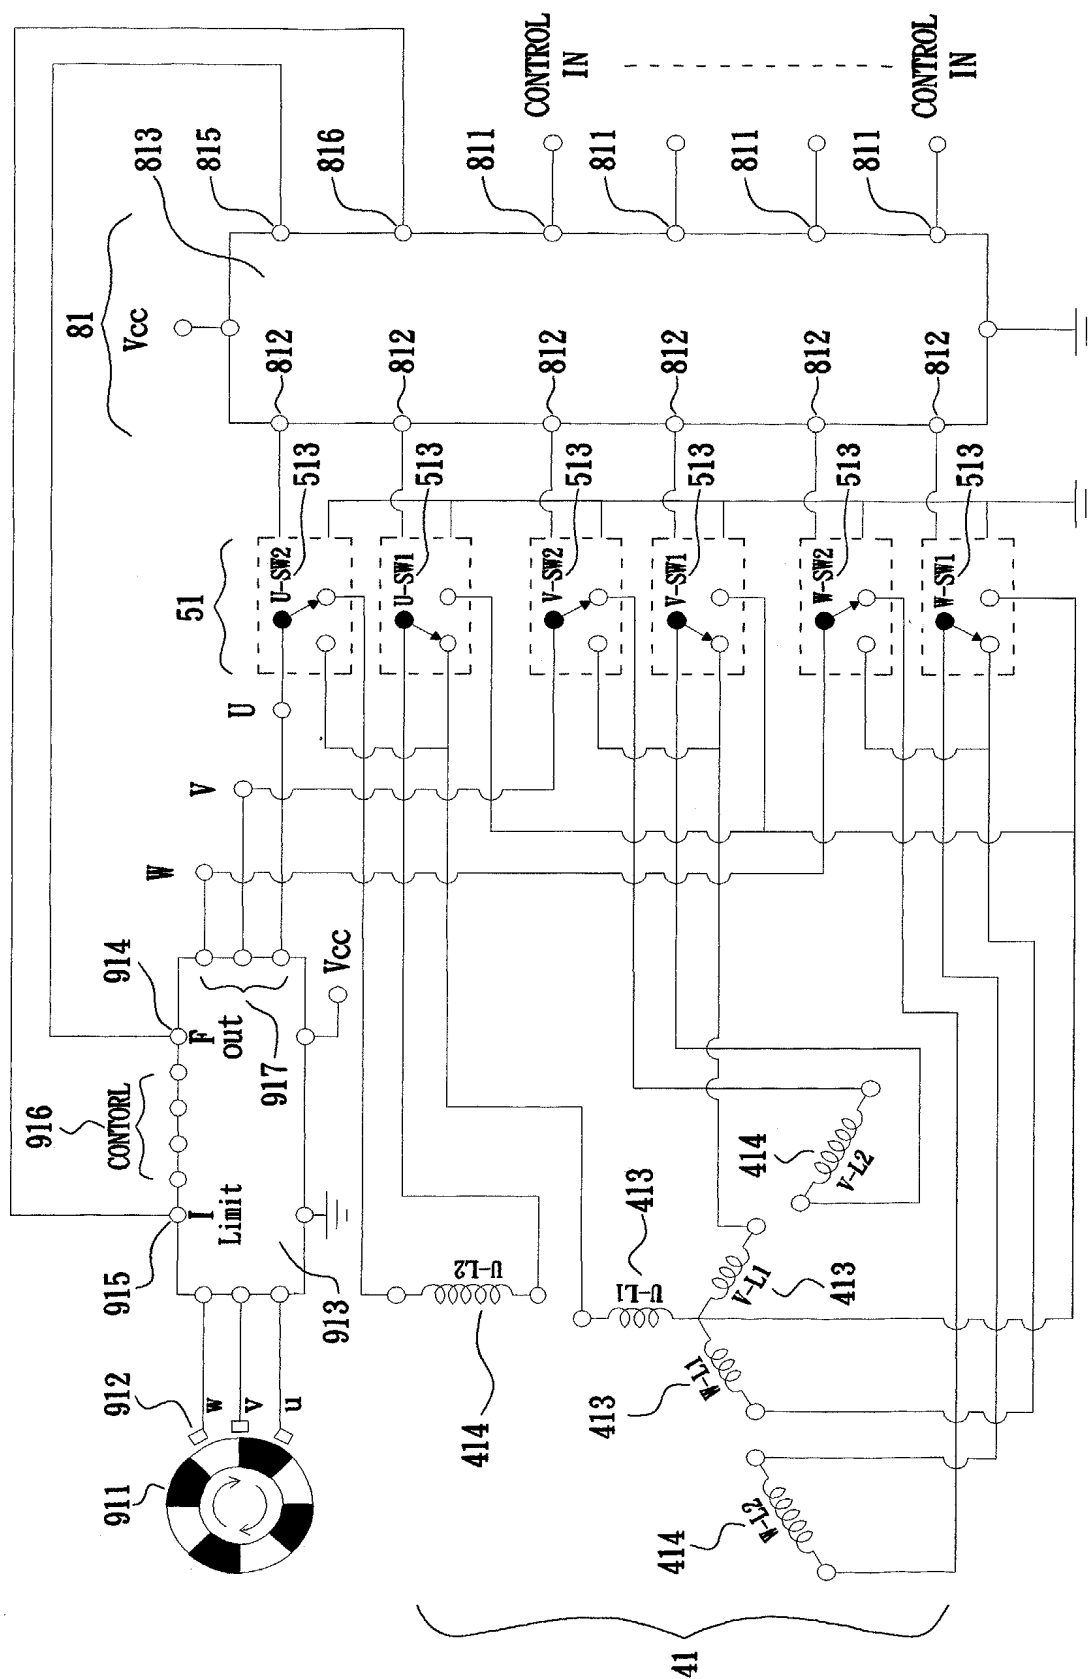 81
Vcc
813
815
816
811
CONTROL
IN
811
811
811
CONTROL
IN
812
812
812
812
812
812
513
513
513
513
513
513
51
U-SW2
U-SW1
V-SW2
V-SW1
W-SW2
W-SW1
U
V
W
914
F
out
917
Vcc
916
CONTORL
I
Limit
915
913
912
w
v
u
911
U-L2
414
413
U-L1
V-L1
413
W-L1
413
414
V-L2
W-L2
414
41